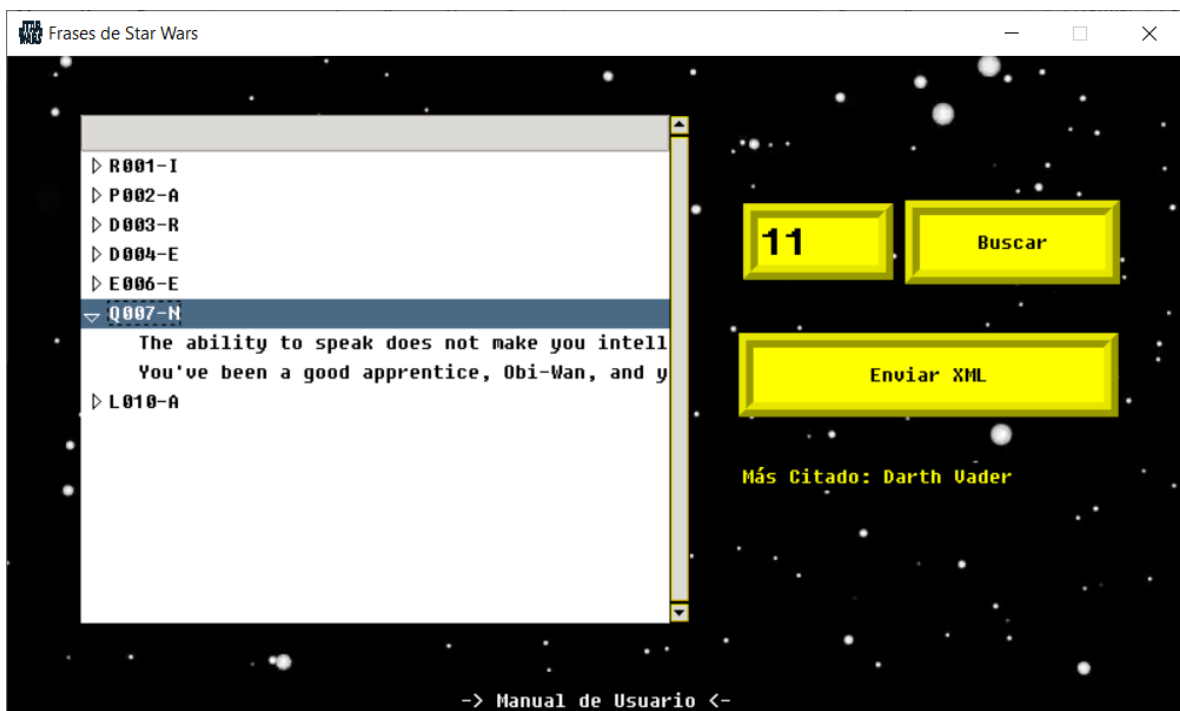 STAR WARS Frases de Star Wars
R001-I
P002-A
D003-R
D004-E
E006-E
Q007-N
The ability to speak does not make you intell
You've been a good apprentice, Obi-Wan, and y
L010-A
11
Buscar
Enviar XML
Más Citado: Darth Vader
-> Manual de Usuario <-